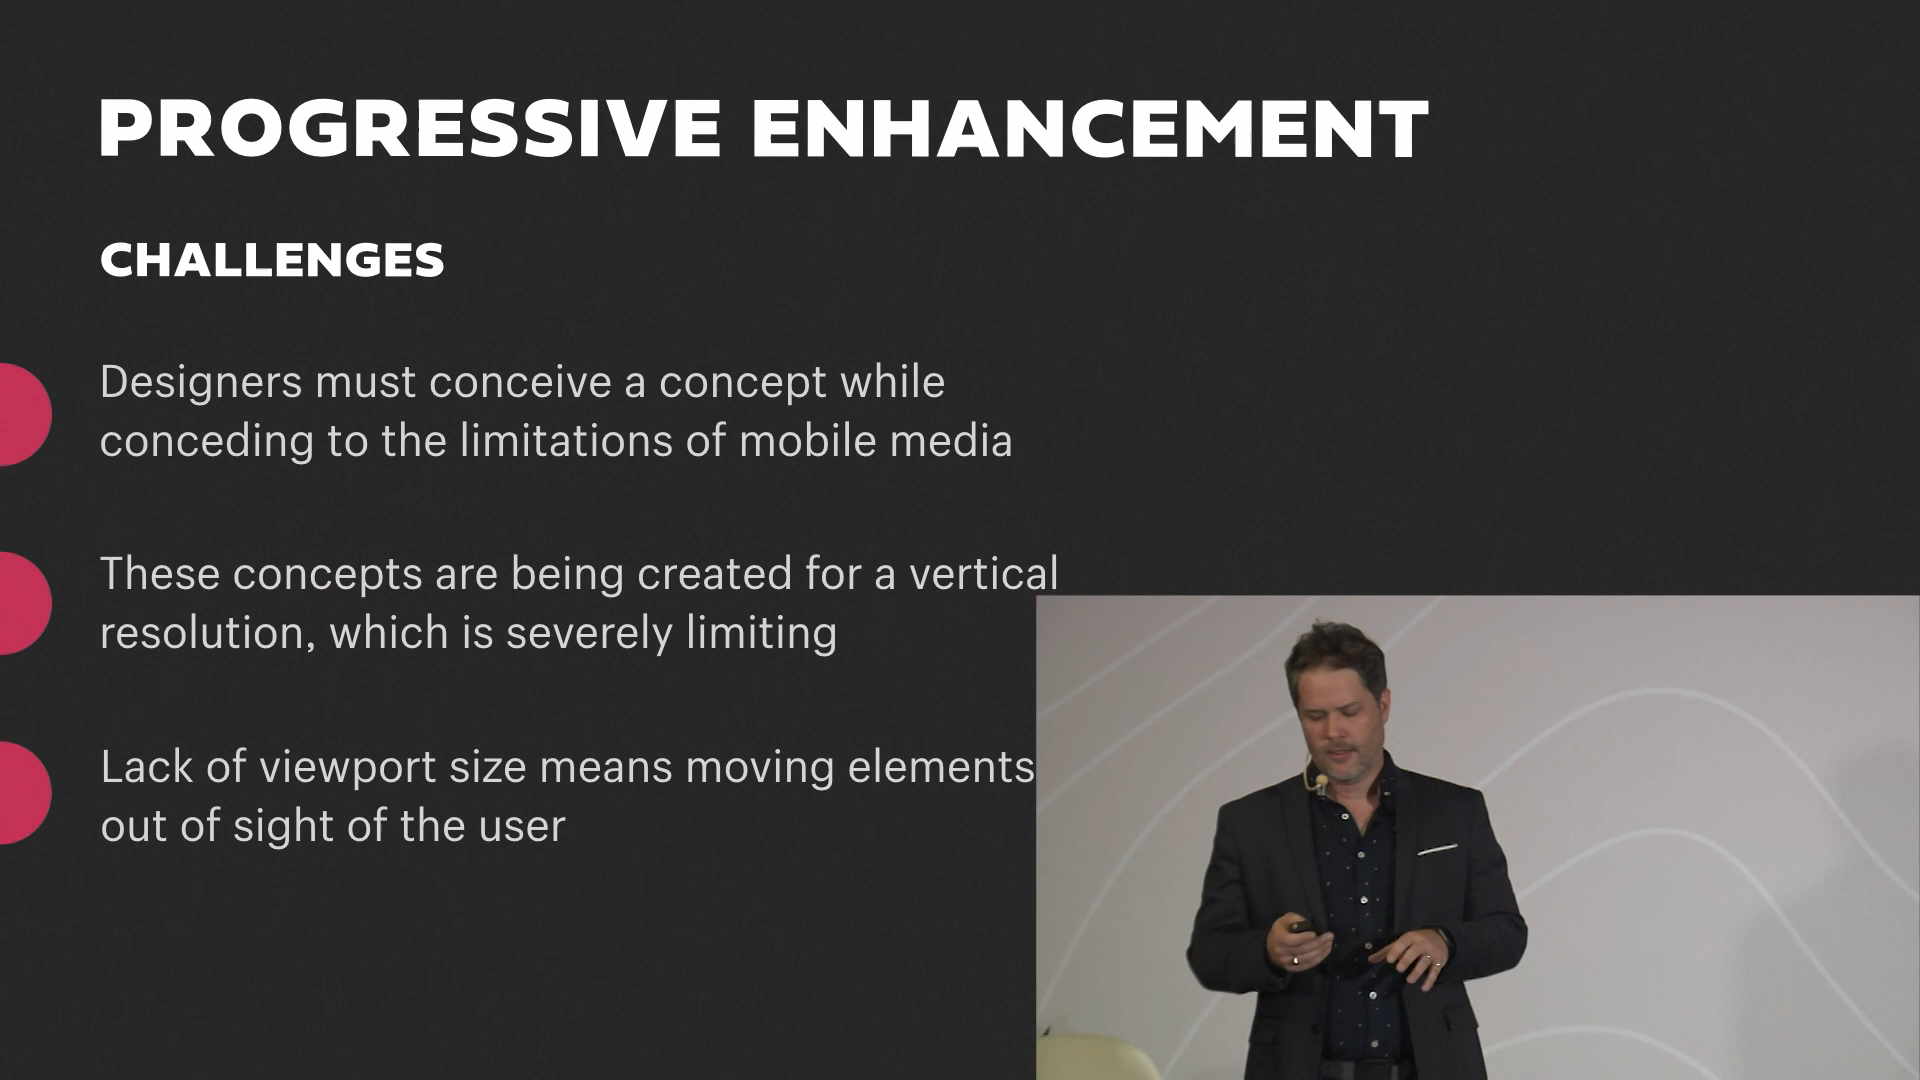 PROGRESSIVE ENHANCEMENT
CHALLENGES
Designers must conceive a concept while
conceding to the limitations of mobile media
These concepts are being created for a vertical
resolution, which is severely limiting
Lack of viewport size means moving elements
out of sight of the user